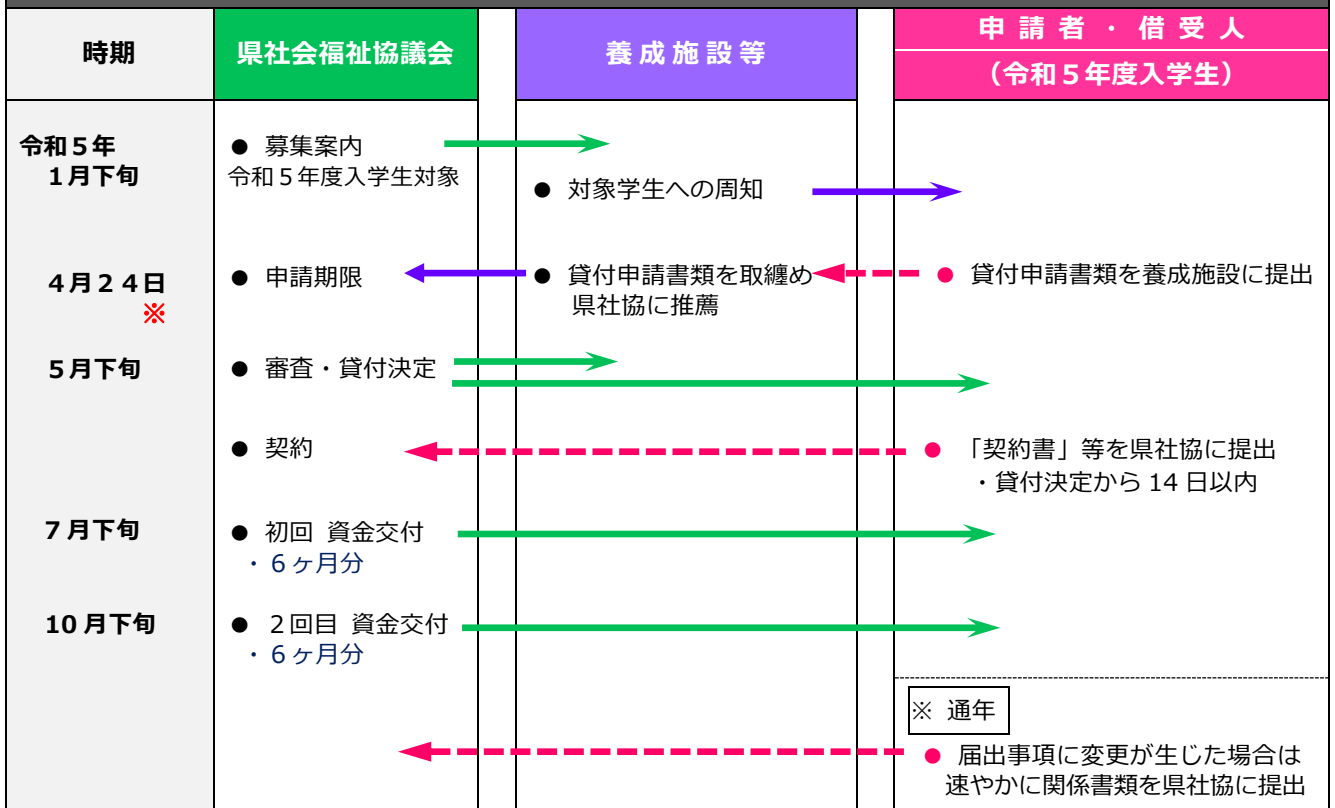 時期
県社会福祉協議会
養成施設等
申請者・借受人
（令和５年度入学生）
令和５年
１月下旬
● 募集案内
令和５年度入学生対象
● 対象学生への周知
４月２４日
※
● 申請期限
● 貸付申請書類を取纏め
県社協に推薦
● 貸付申請書類を養成施設に提出
５月下旬
● 審査・貸付決定
● 契約
● 「契約書」等を県社協に提出
・貸付決定から 14 日以内
７月下旬
● 初回 資金交付
・６ヶ月分
10 月下旬
● ２回目 資金交付
・６ヶ月分
※ 通年
● 届出事項に変更が生じた場合は
速やかに関係書類を県社協に提出